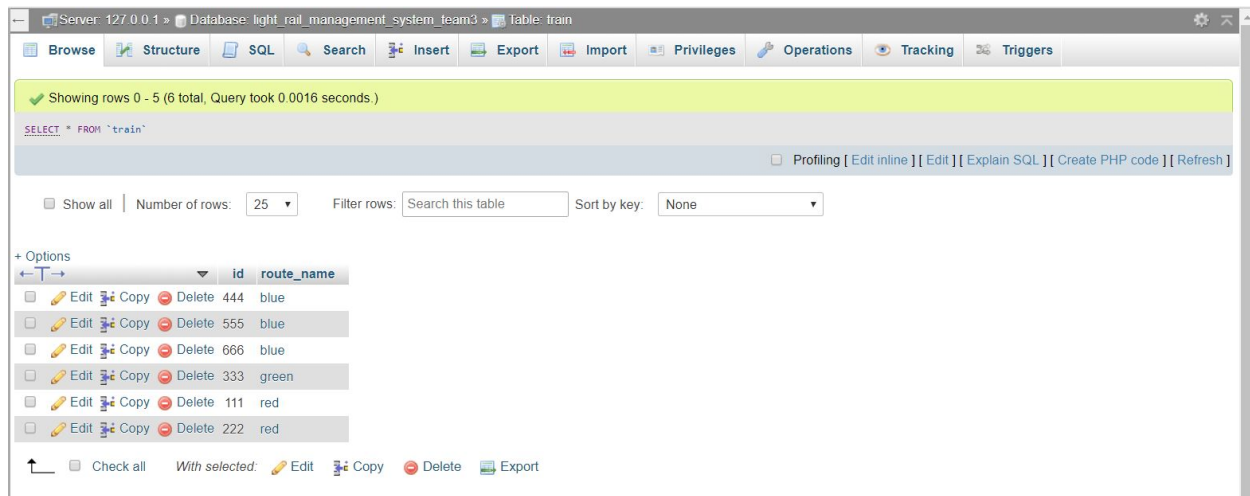 Server: 127.0.0.1 » Database: light_rail_management_system_team3 » Table: train
Browse Structure SQL Search Insert Export Import Privileges Operations Tracking Triggers
Showing rows 0 - 5 (6 total, Query took 0.0016 seconds.)
SELECT * FROM `train`
Profiling [ Edit inline ] [ Edit ] [ Explain SQL ] [ Create PHP code ] [ Refresh ]
Show all | Number of rows: 25 Filter rows: Search this table Sort by key: None
+ Options
←T→ id route_name
Edit Copy Delete 444 blue
Edit Copy Delete 555 blue
Edit Copy Delete 666 blue
Edit Copy Delete 333 green
Edit Copy Delete 111 red
Edit Copy Delete 222 red
Check all With selected: Edit Copy Delete Export